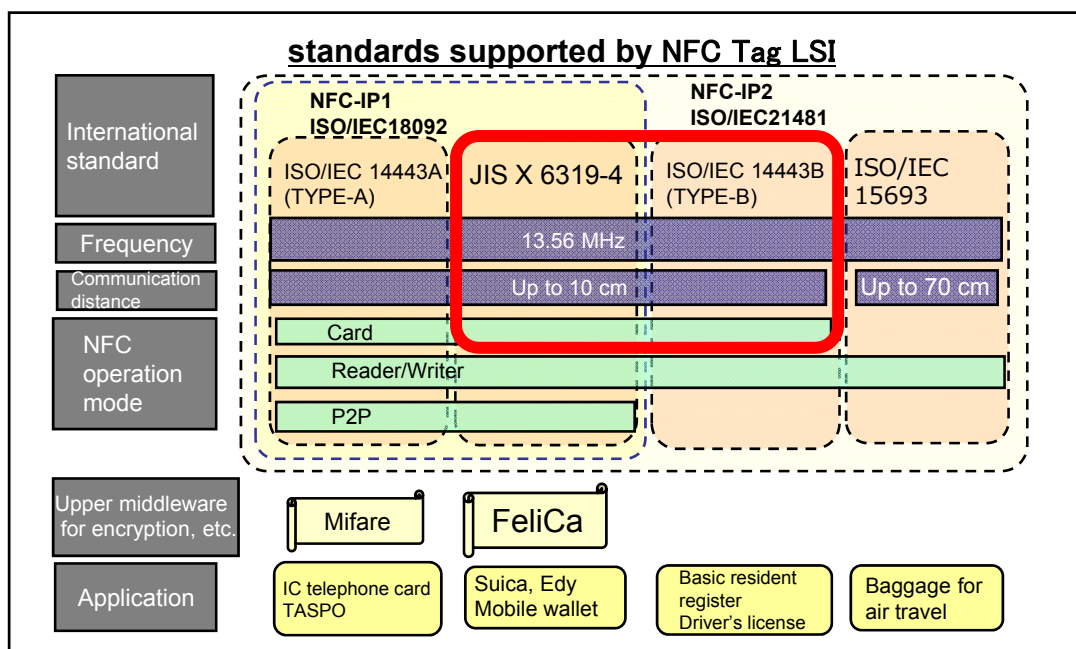 standards supported by NFC Tag LSI
International
standard
NFC-IP1
ISO/IEC18092
NFC-IP2
ISO/IEC21481
ISO/IEC 14443A
(TYPE-A)
JIS X 6319-4
ISO/IEC 14443B
(TYPE-B)
ISO/IEC
15693
Frequency
13.56 MHz
Communication
distance
Up to 10 cm
Up to 70 cm
NFC
operation
mode
Card
Reader/Writer
P2P
Upper middleware
for encryption, etc.
Mifare
FeliCa
Application
IC telephone card
TASPO
Suica, Edy
Mobile wallet
Basic resident
register
Driver's license
Baggage for
air travel